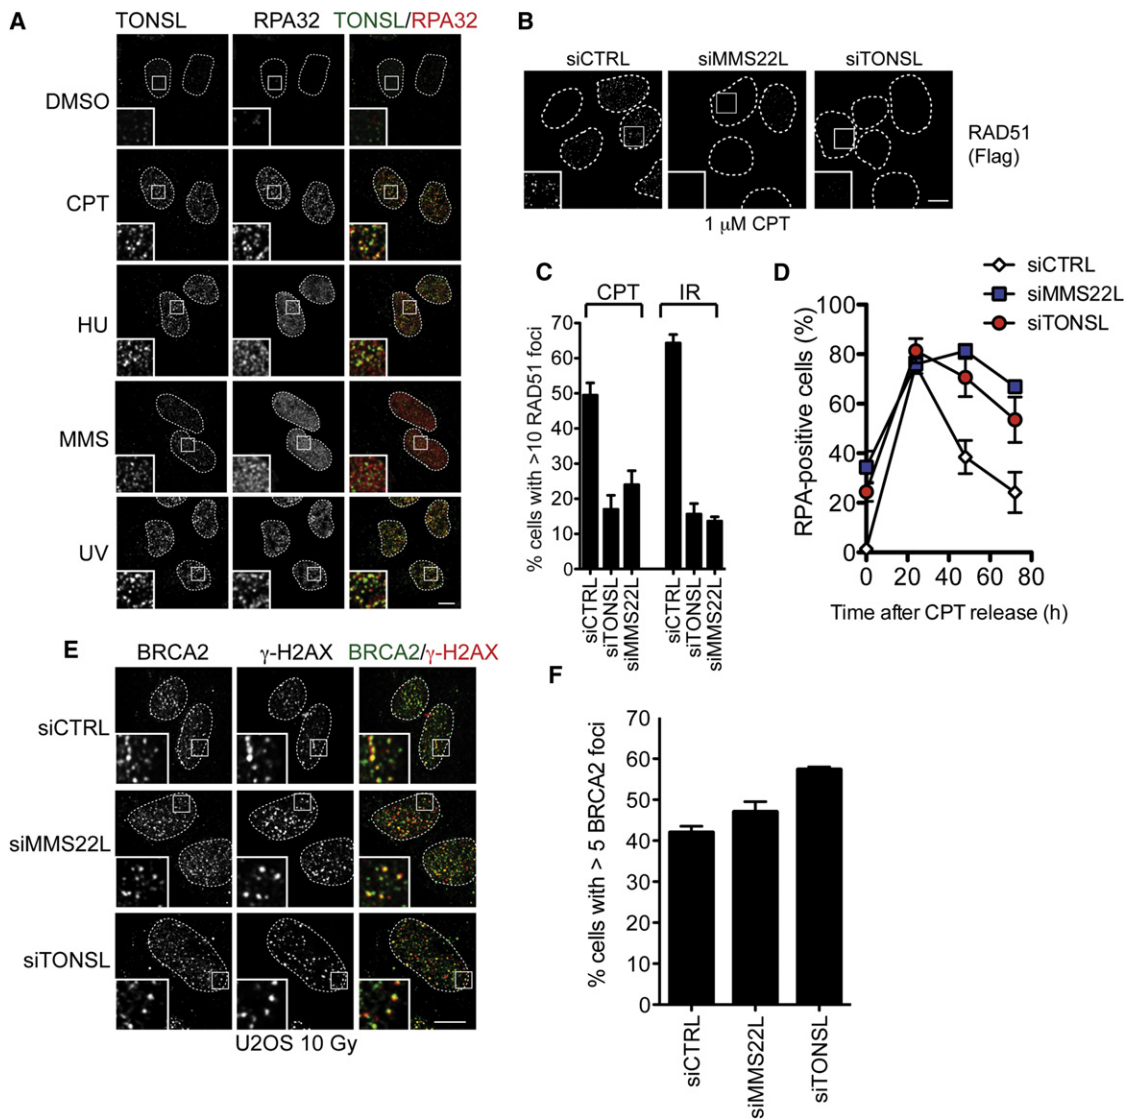 A
TONSL RPA32 TONSL/RPA32
DMSO
CPT
HU
MMS
UV
B
siCTRL siMMS22L siTONSL
RAD51
(Flag)
1 μM CPT
C
CPT IR
% cells with >10 RAD51 foci
70
60
50
40
30
20
10
0
siCTRL
siTONSL
siMMS22L
siCTRL
siTONSL
siMMS22L
D
siCTRL
siMMS22L
siTONSL
RPA-positive cells (%)
100
80
60
40
20
0
0 20 40 60 80
Time after CPT release (h)
E
BRCA2 γ-H2AX BRCA2/γ-H2AX
siCTRL
siMMS22L
siTONSL
U2OS 10 Gy
F
% cells with > 5 BRCA2 foci
70
60
50
40
30
20
10
0
siCTRL
siMMS22L
siTONSL